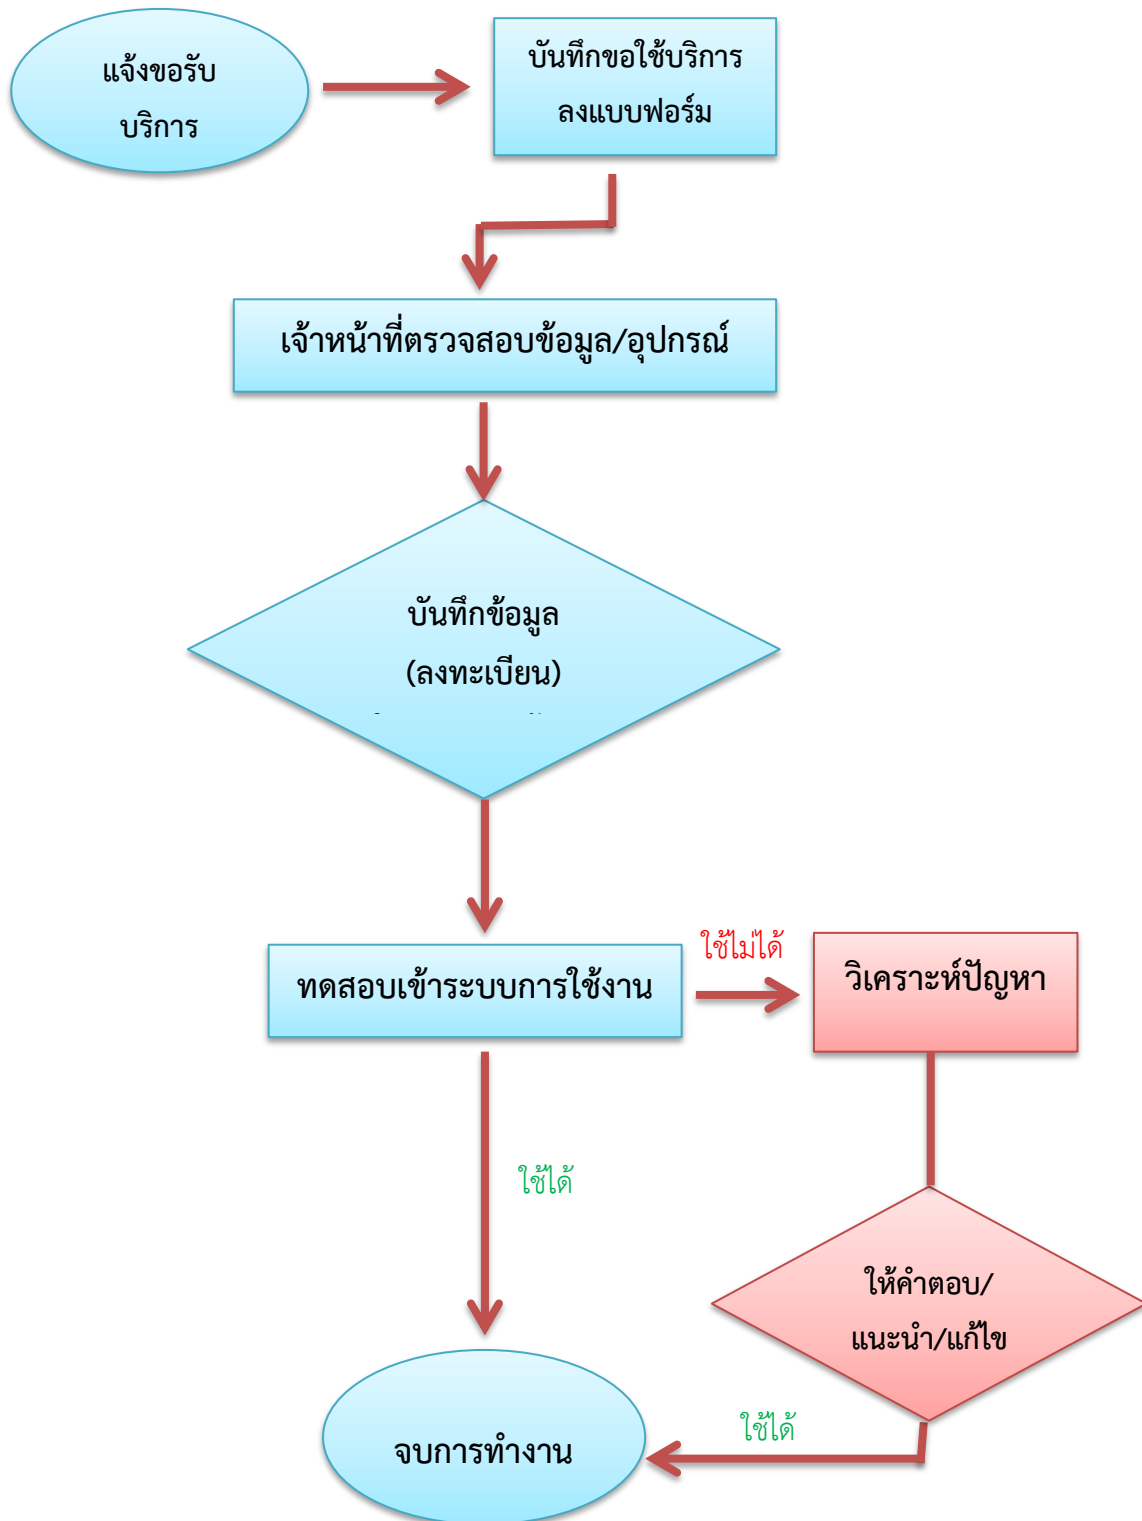 แจ้งขอรับ
บริการ
บันทึกขอใช้บริการ
ลงแบบฟอร์ม
เจ้าหน้าที่ตรวจสอบข้อมูล/อุปกรณ์
บันทึกข้อมูล
(ลงทะเบียน)
ทดสอบเข้าระบบการใช้งาน
ใช้ไม่ได้
วิเคราะห์ปัญหา
ใช้ได้
ให้คำตอบ/
แนะนำ/แก้ไข
ใช้ได้
จบการทำงาน